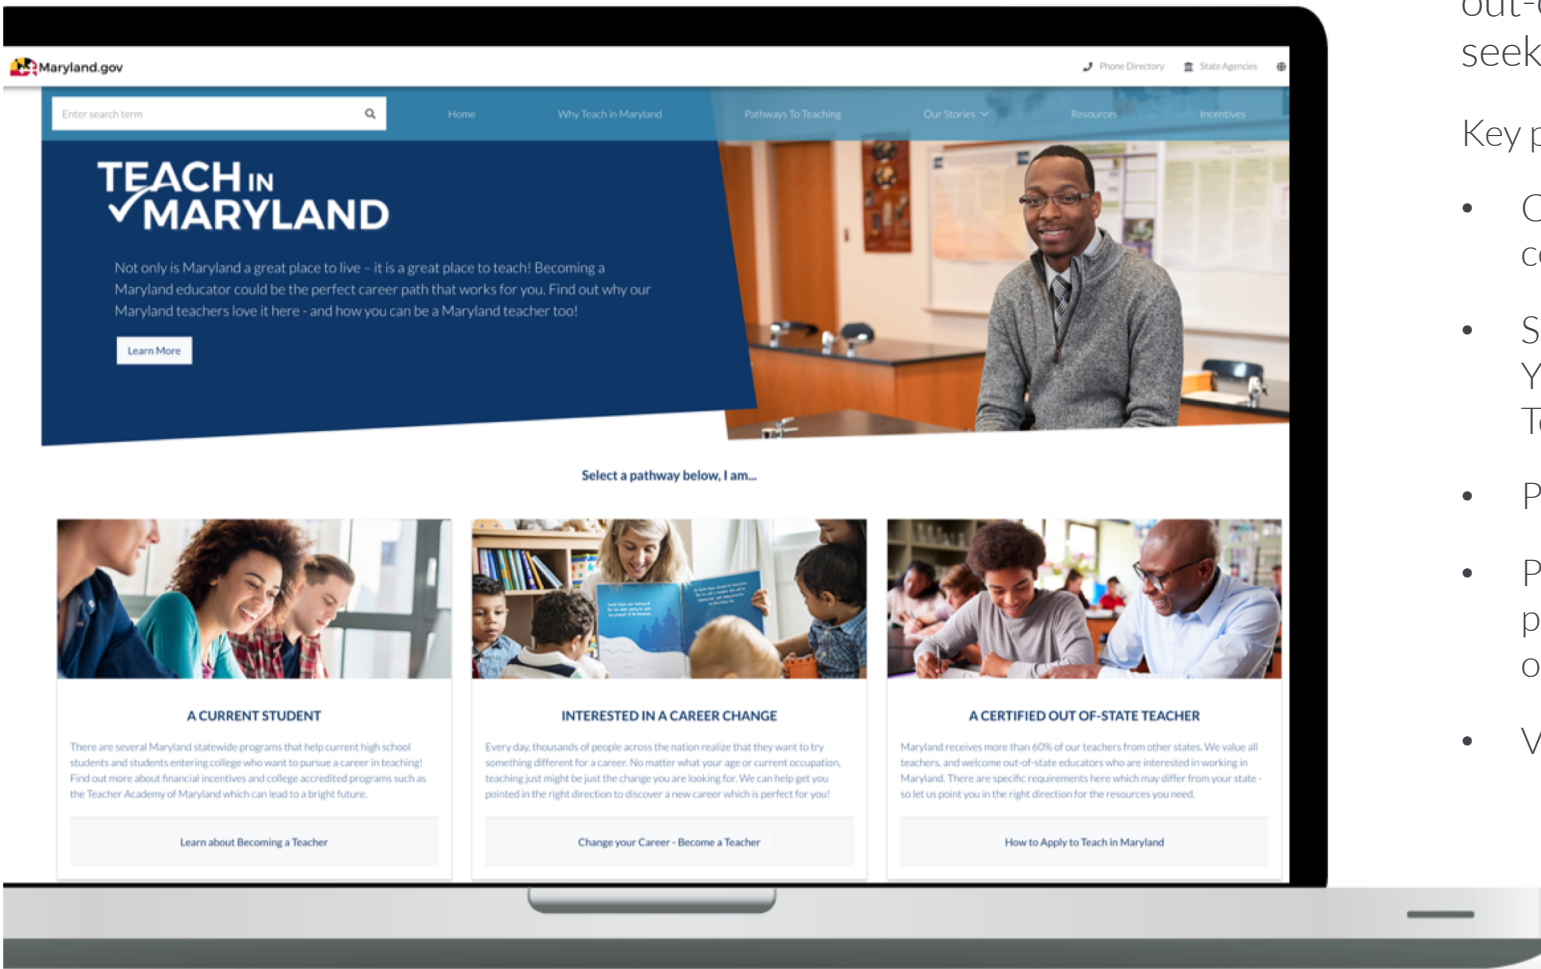 Maryland.gov
Phone Directory
State Agencies
Enter search term
Home
Why Teach in Maryland
Pathways To Teaching
Our Stories
Resources
Incentives
TEACH IN
MARYLAND
Not only is Maryland a great place to live – it is a great place to teach! Becoming a
Maryland educator could be the perfect career path that works for you. Find out why our
Maryland teachers love it here - and how you can be a Maryland teacher too!
Learn More
Select a pathway below, I am...
A CURRENT STUDENT
There are several Maryland statewide programs that help current high school
students and students entering college who want to pursue a career in teaching!
Find out more about financial incentives and college accredited programs such as
the Teacher Academy of Maryland which can lead to a bright future.
Learn about Becoming a Teacher
INTERESTED IN A CAREER CHANGE
Every day, thousands of people across the nation realize that they want to try
something different for a career. No matter what your age or current occupation,
teaching just might be just the change you are looking for. We can help get you
pointed in the right direction to discover a new career which is perfect for you!
Change your Career - Become a Teacher
A CERTIFIED OUT OF-STATE TEACHER
Maryland receives more than 60% of our teachers from other states. We value all
teachers, and welcome out-of-state educators who are interested in working in
Maryland. There are specific requirements here which may differ from your state -
so let us point you in the right direction for the resources you need.
How to Apply to Teach in Maryland
seek
Key